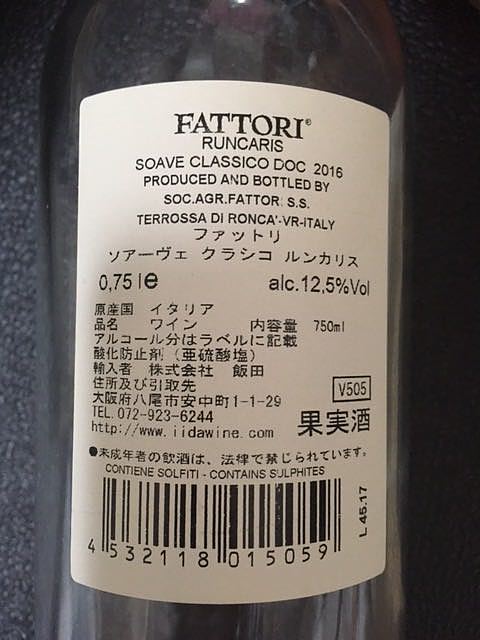 FATTORI®
RUNCARIS
SOAVE CLASSICO DOC 2016
PRODUCED AND BOTTLED BY
SOC.AGR.FATTORI S.S.
TERROSSA DI RONCA'-VR-ITALY
ファットリ
ソアーヴェ クラシコ ルンカリス
0,75 l e alc.12,5%Vol
原産国 イタリア
品名 ワイン 内容量 750ml
アルコール分はラベルに記載
酸化防止剤(亜硫酸塩)
輸入者 株式会社 飯田
住所及び引取先 V505
大阪府八尾市安中町1-1-29
TEL.072-923-6244 果実酒
http://www.iidawine.com
●未成年者の飲酒は、法律で禁じられています。
CONTIENE SOLFITI - CONTAINS SULPHITES
L 45.17
4 532118 015059